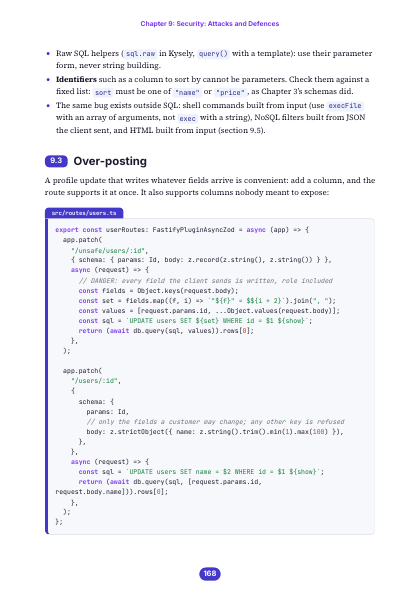 Chapter 9: Security: Attacks and Defences
• Raw SQL helpers (sql.raw in Kysely, query() with a template): use their parameter
form, never string building.
• Identifiers such as a column to sort by cannot be parameters. Check them against a
fixed list: sort must be one of "name" or "price", as Chapter 3's schemas did.
• The same bug exists outside SQL: shell commands built from input (use execFile
with an array of arguments, not exec with a string), NoSQL filters built from JSON
the client sent, and HTML built from input (section 9.5).
9.3 Over-posting
A profile update that writes whatever fields arrive is convenient: add a column, and the
route supports it at once. It also supports columns nobody meant to expose:
src/routes/users.ts
export const userRoutes: FastifyPluginAsyncZod = async (app) => {
  app.patch(
    "/unsafe/users/:id",
    { schema: { params: Id, body: z.record(z.string(), z.string()) } },
    async (request) => {
      // DANGER: every field the client sends is written, role included
      const fields = Object.keys(request.body);
      const set = fields.map((f, i) => `"${f}" = $${i + 2}`).join(", ");
      const values = [request.params.id, ...Object.values(request.body)];
      const sql = `UPDATE users SET ${set} WHERE id = $1 ${show}`;
      return (await db.query(sql, values)).rows[0];
    },
  );

  app.patch(
    "/users/:id",
    {
      schema: {
        params: Id,
        // only the fields a customer may change; any other key is refused
        body: z.strictObject({ name: z.string().trim().min(1).max(100) }),
      },
    },
    async (request) => {
      const sql = `UPDATE users SET name = $2 WHERE id = $1 ${show}`;
      return (await db.query(sql, [request.params.id,
request.body.name])).rows[0];
    },
  );
};
168